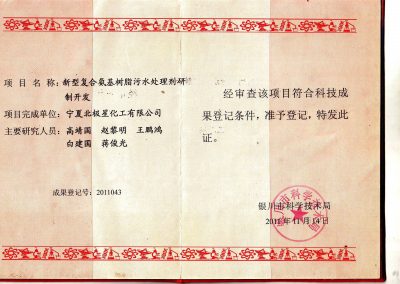 项 目 名 称：新型复合氨基树脂污水处理剂研
制开发
项目完成单位：宁夏北极星化工有限公司
主要研究人员：高靖国 赵黎明 王鹏鸿
白建国 蒋俊光
成果登记号：2011043
经审查该项目符合科技成
果登记条件，准予登记，特发此
证。
银川市科学技术局
2011年11月14日